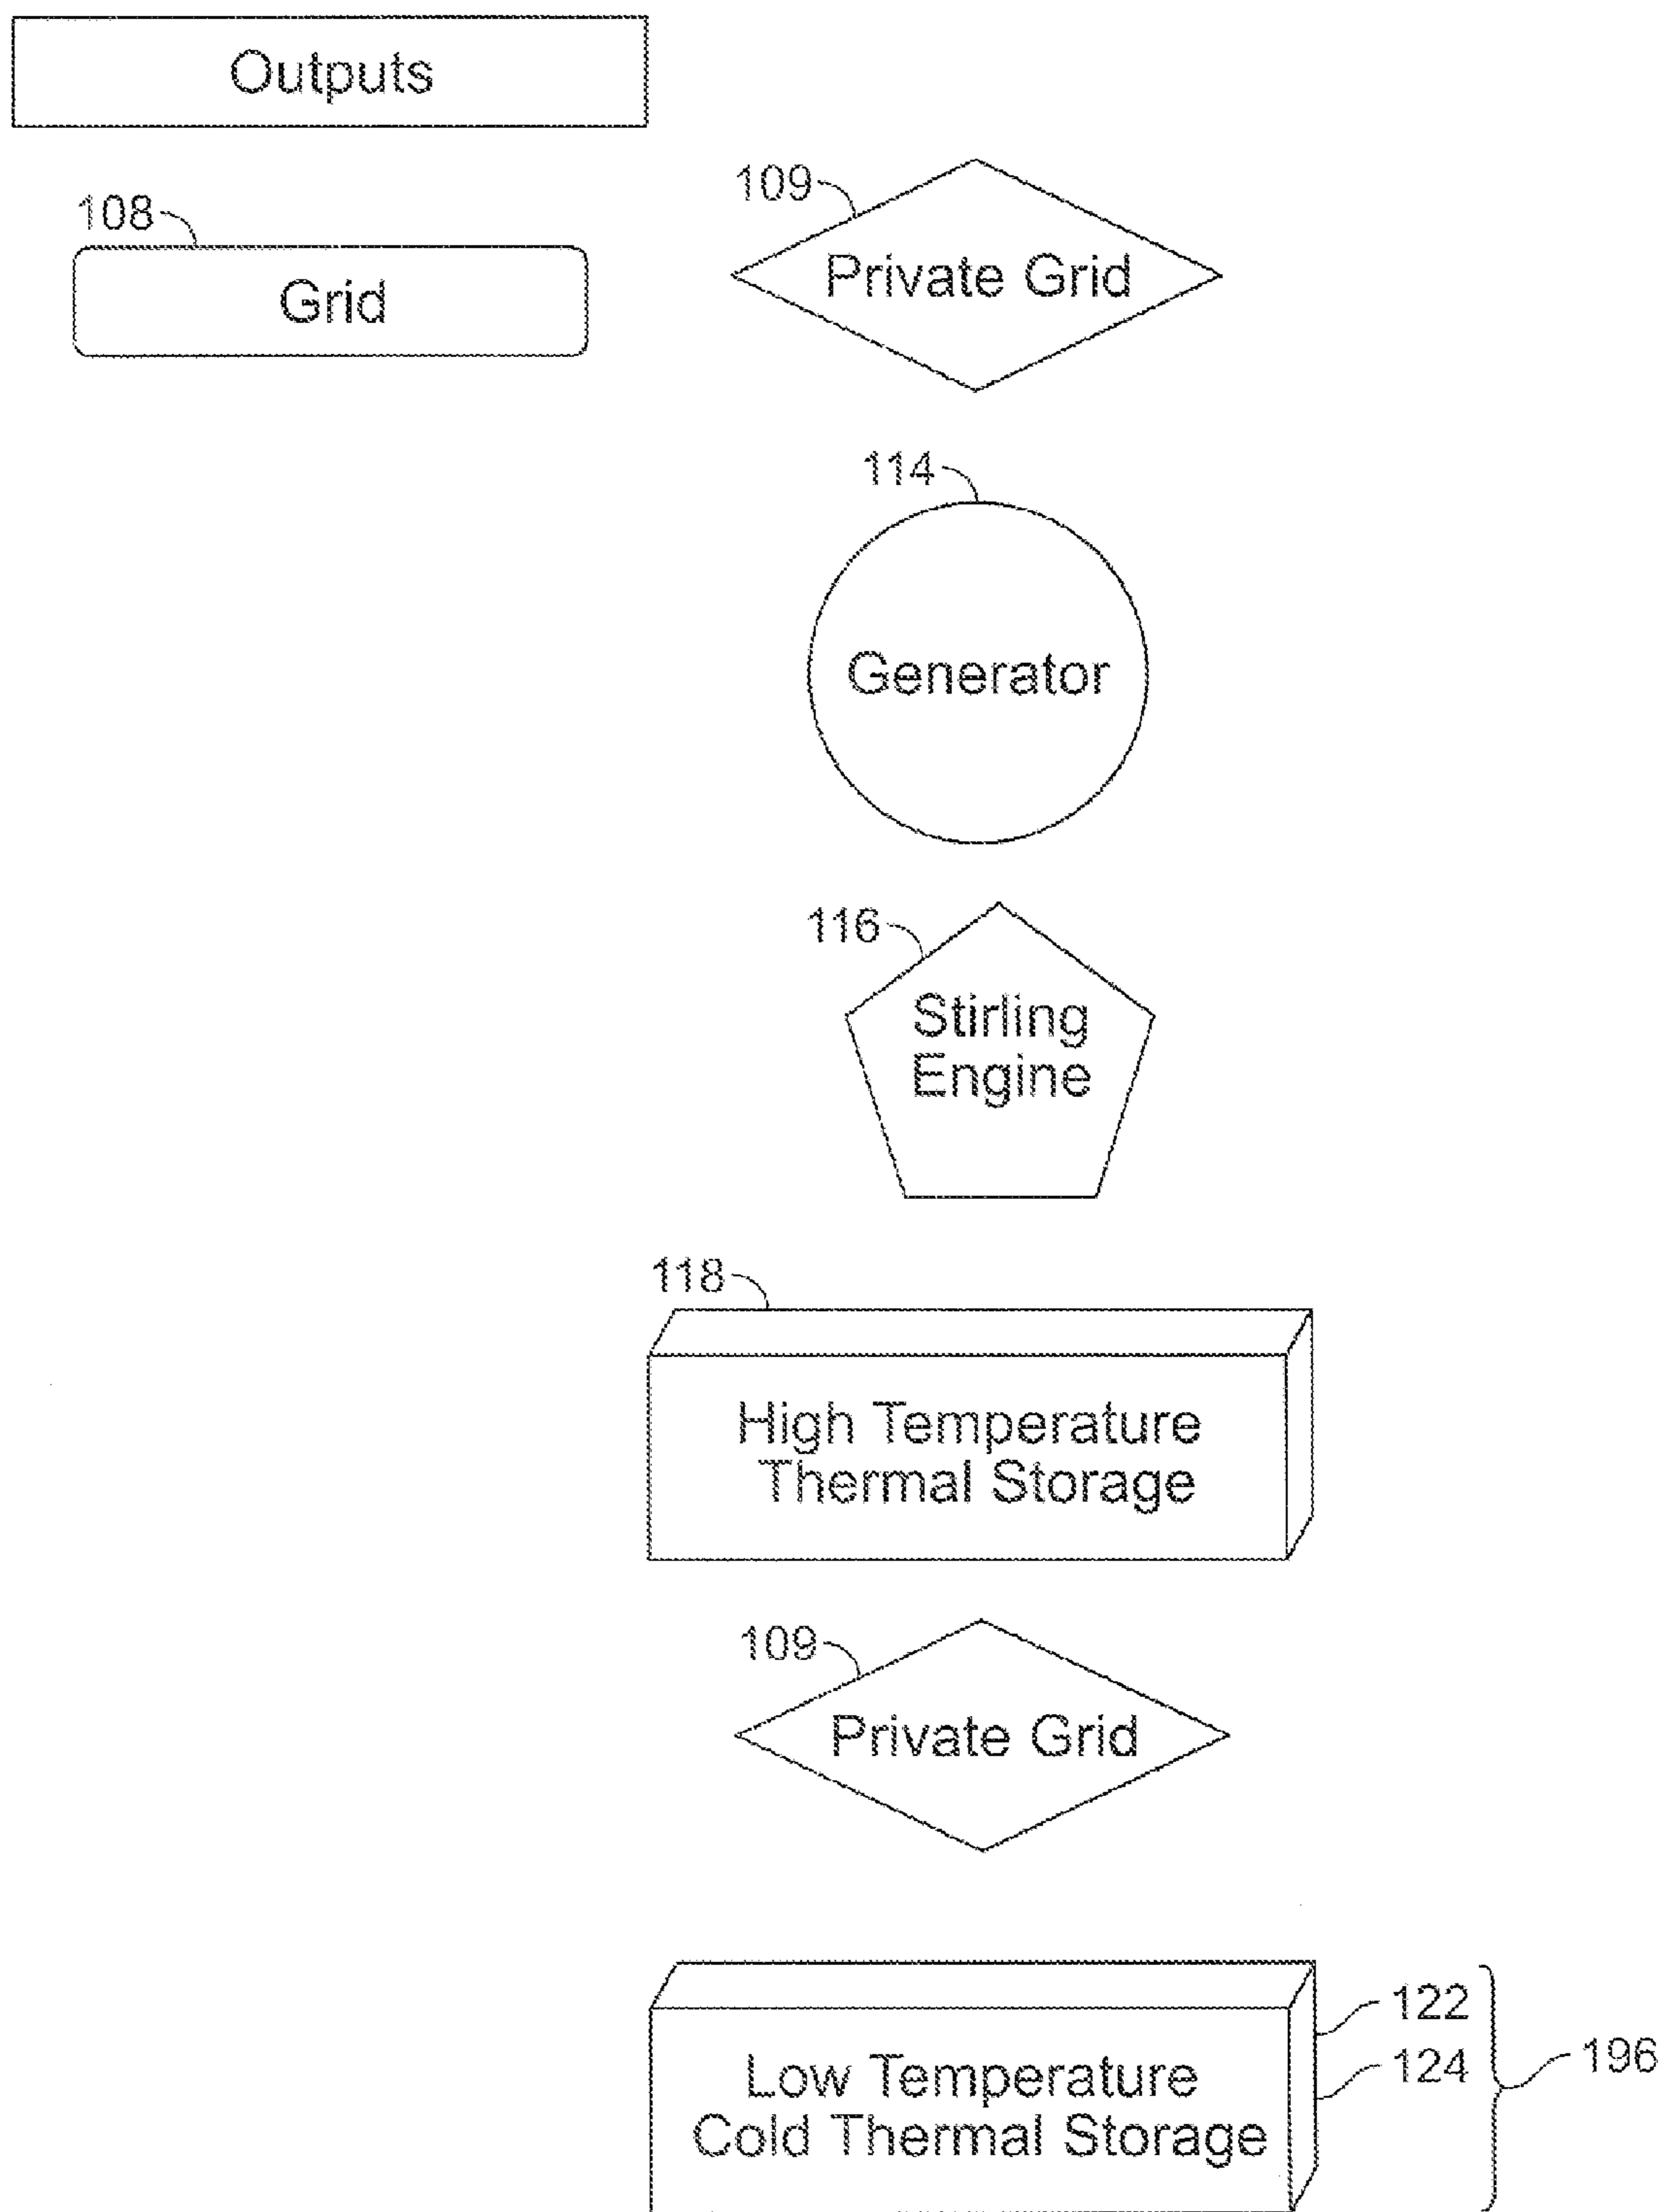 Outputs
109
108
Private Grid
Grid
114
Generator
116
Stirling
Engine
118
High Temperature
Thermal Storage
109
Private Grid
122
124
196
Low Temperature
Cold Thermal Storage